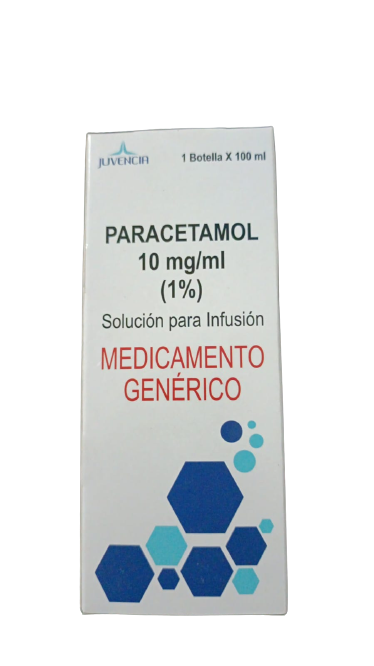 JUVENCIA
1 Botella X 100 ml
PARACETAMOL
10 mg/ml
(1%)
Solución para Infusión
MEDICAMENTO
GENÉRICO